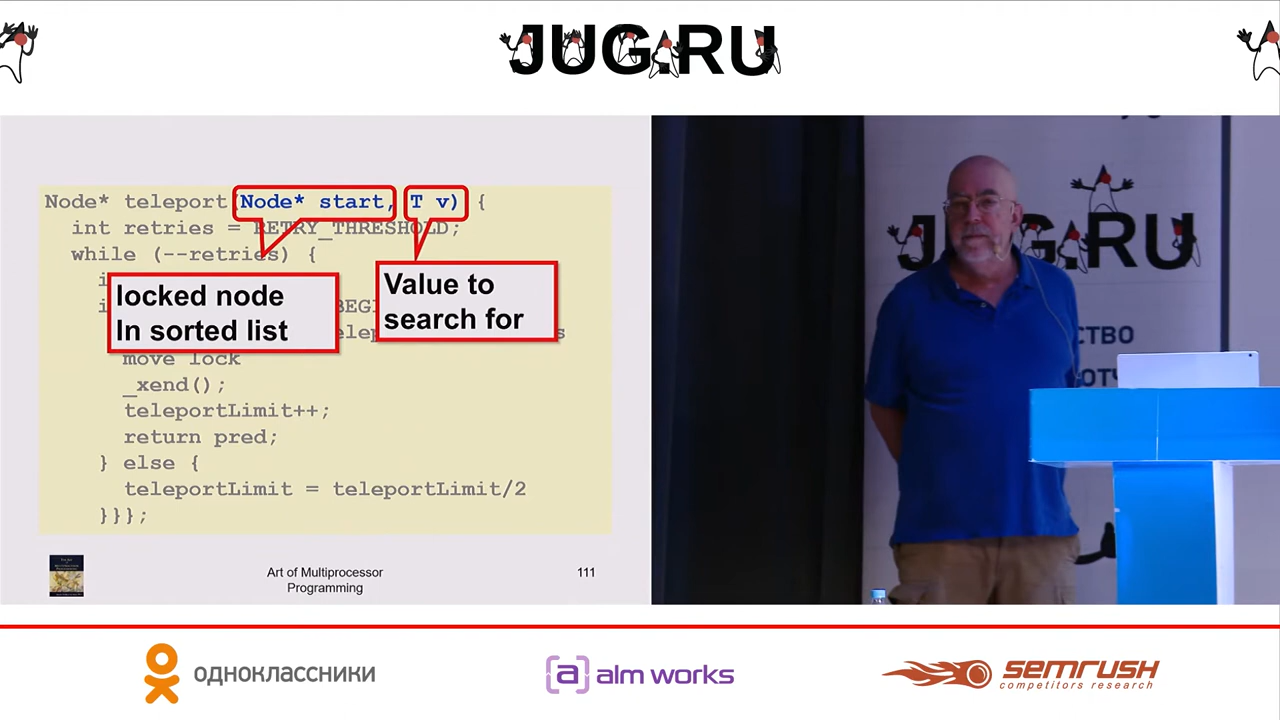 JUG.RU
Node* teleport(Node* start, T v) {
int retries = RETRY_THRESHOLD;
while (--retries) {
locked node
In sorted list
Value to
search for
move lock
_xend();
teleportLimit++;
return pred;
} else {
teleportLimit = teleportLimit/2
}}};
Art of Multiprocessor
Programming
111
JUG.RU
одноклассники
[a] alm works
semrush
competitors research